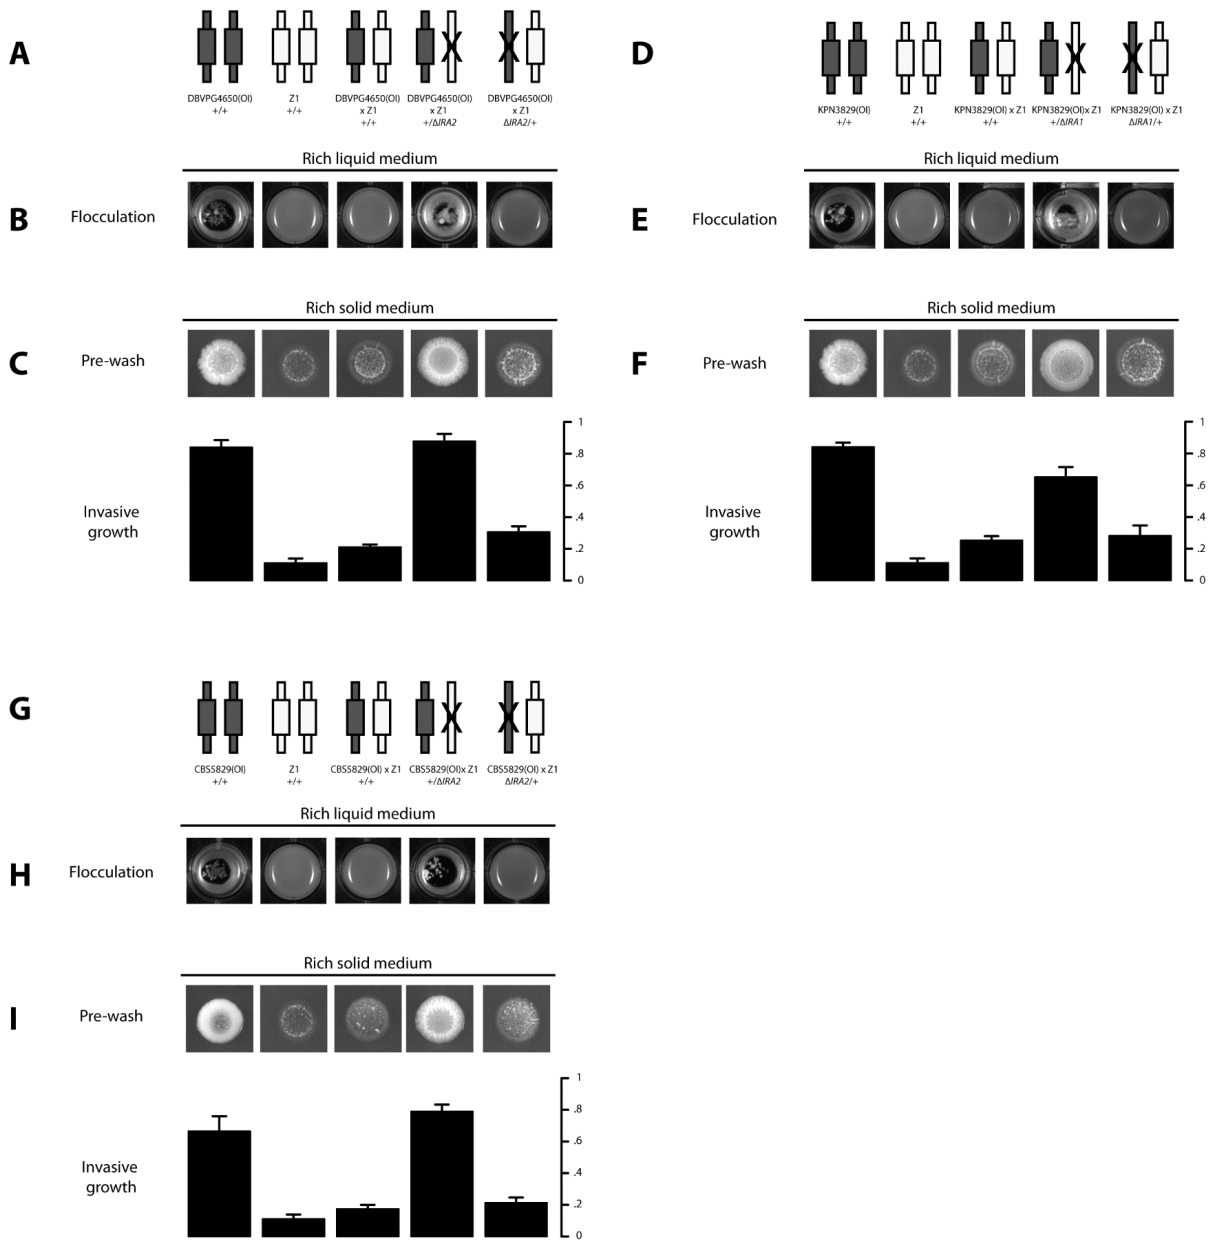 A
DBVPG4650(OI)
+/+
Z1
+/+
DBVPG4650(OI)
x Z1
+/+
DBVPG4650(OI)
x Z1
+/ΔIRA2
DBVPG4650(OI)
x Z1
ΔIRA2/+
Rich liquid medium
B
Flocculation
Rich solid medium
C
Pre-wash
Invasive
growth
1
.8
.6
.4
.2
0
D
KPN3829(OI)
+/+
Z1
+/+
KPN3829(OI) x Z1
+/+
KPN3829(OI)x Z1
+/ΔIRA1
KPN3829(OI) x Z1
ΔIRA1/+
Rich liquid medium
E
Flocculation
Rich solid medium
F
Pre-wash
Invasive
growth
1
.8
.6
.4
.2
0
G
CBS5829(OI)
+/+
Z1
+/+
CBS5829(OI) x Z1
+/+
CBS5829(OI)x Z1
+/ΔIRA2
CBS5829(OI) x Z1
ΔIRA2/+
Rich liquid medium
H
Flocculation
Rich solid medium
I
Pre-wash
Invasive
growth
1
.8
.6
.4
.2
0